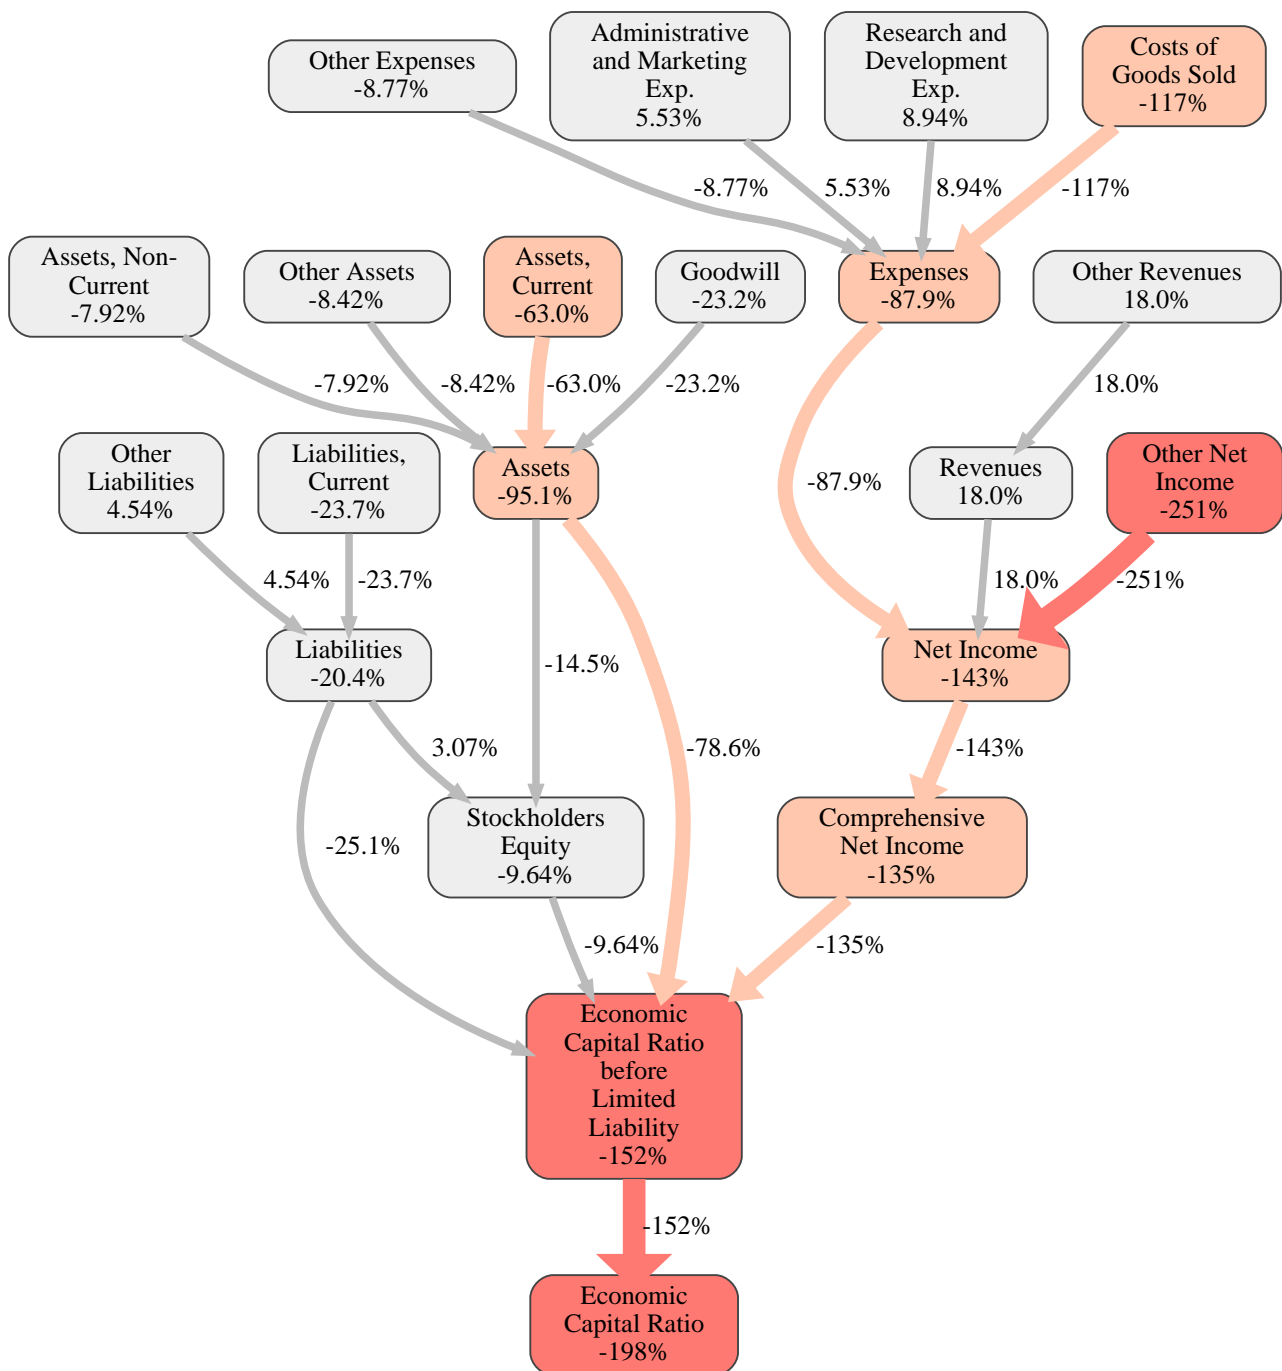 Other Expenses
-8.77%
Administrative
and Marketing
Exp.
5.53%
Research and
Development
Exp.
8.94%
Costs of
Goods Sold
-117%
-8.77%
5.53%
8.94%
-117%
Assets, Non-
Current
-7.92%
Other Assets
-8.42%
Assets,
Current
-63.0%
Goodwill
-23.2%
Expenses
-87.9%
Other Revenues
18.0%
-7.92%
-8.42%
-63.0%
-23.2%
18.0%
Other
Liabilities
4.54%
Liabilities,
Current
-23.7%
Assets
-95.1%
-87.9%
Revenues
18.0%
Other Net
Income
-251%
4.54%
-23.7%
18.0%
-251%
Liabilities
-20.4%
-14.5%
Net Income
-143%
3.07%
-78.6%
-143%
-25.1%
Stockholders
Equity
-9.64%
Comprehensive
Net Income
-135%
-9.64%
-135%
Economic
Capital Ratio
before
Limited
Liability
-152%
-152%
Economic
Capital Ratio
-198%